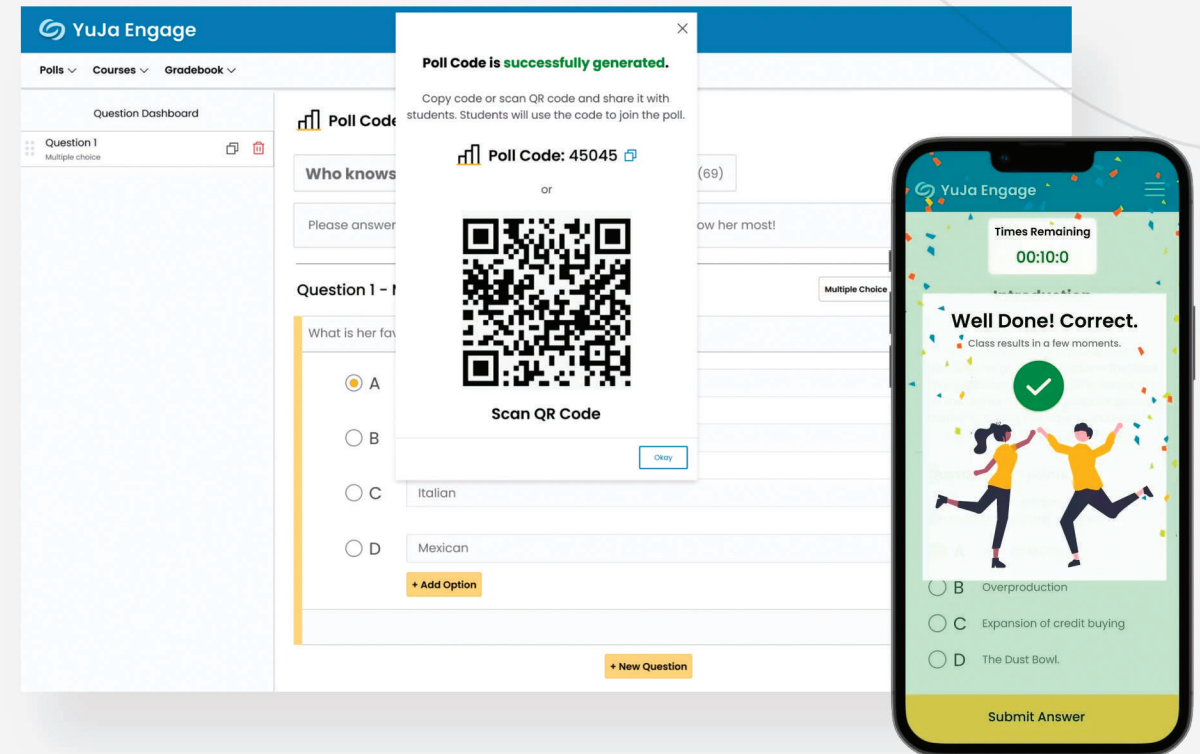 YuJa Engage
Polls Courses Gradebook
Question Dashboard
Question 1
Multiple choice
Poll Code
Who knows
(69)
Please answer
ow her most!
Question 1 -
Multiple Choice
What is her fav
A
B
C Italian
D Mexican
+ Add Option
+ New Question
Poll Code is successfully generated.
Copy code or scan QR code and share it with
students. Students will use the code to join the poll.
Poll Code: 45045
or
Scan QR Code
Okay
YuJa Engage
Times Remaining
00:10:0
Introduction
Well Done! Correct.
Class results in a few moments.
B Overproduction
C Expansion of credit buying
D The Dust Bowl.
Submit Answer